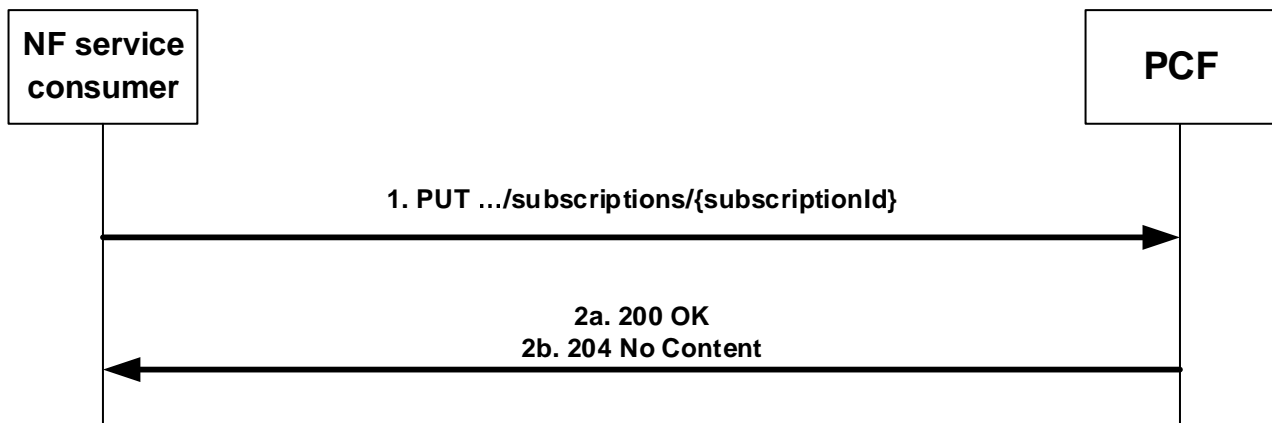 NF service
consumer
PCF
1. PUT …/subscriptions/{subscriptionId}
2a. 200 OK
2b. 204 No Content